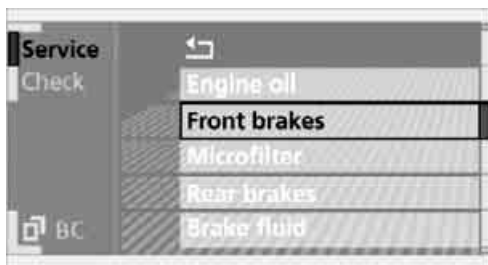 Service
Check
Engine oil
Front brakes
Microfilter
Rear brakes
Brake fluid
BC